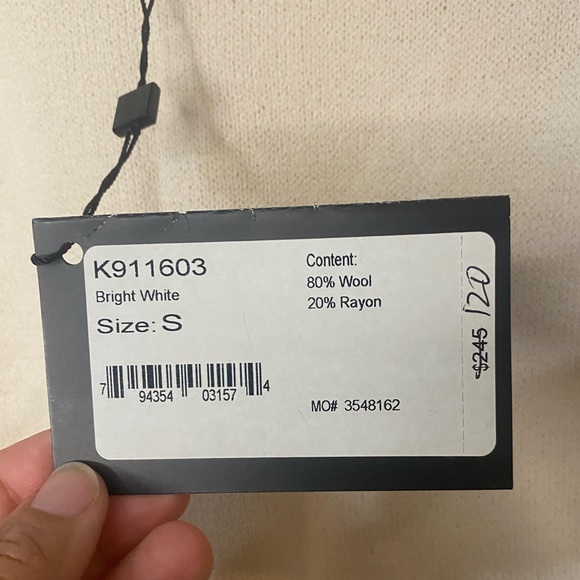 K911603
Bright White
Size: S
7 94354 03157 4
Content:
80% Wool
20% Rayon
MO# 3548162
$245 120